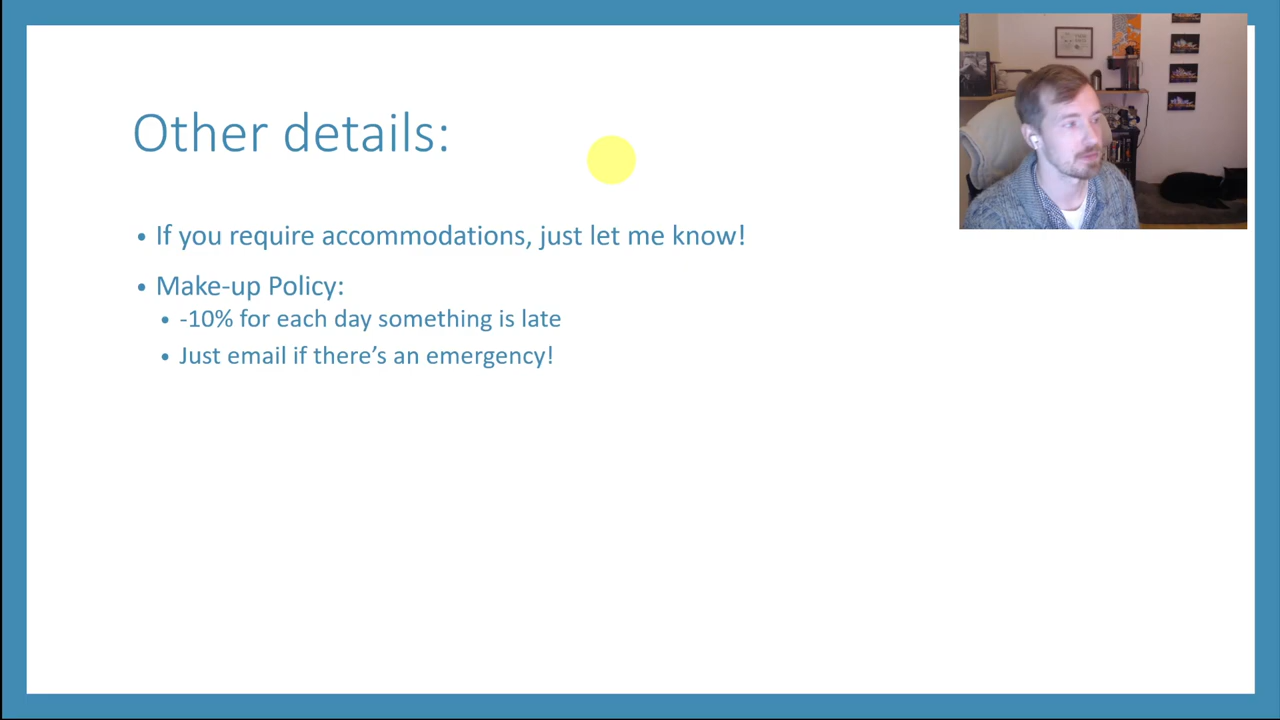 Other details:
• If you require accommodations, just let me know!
• Make-up Policy:
• -10% for each day something is late
• Just email if there’s an emergency!